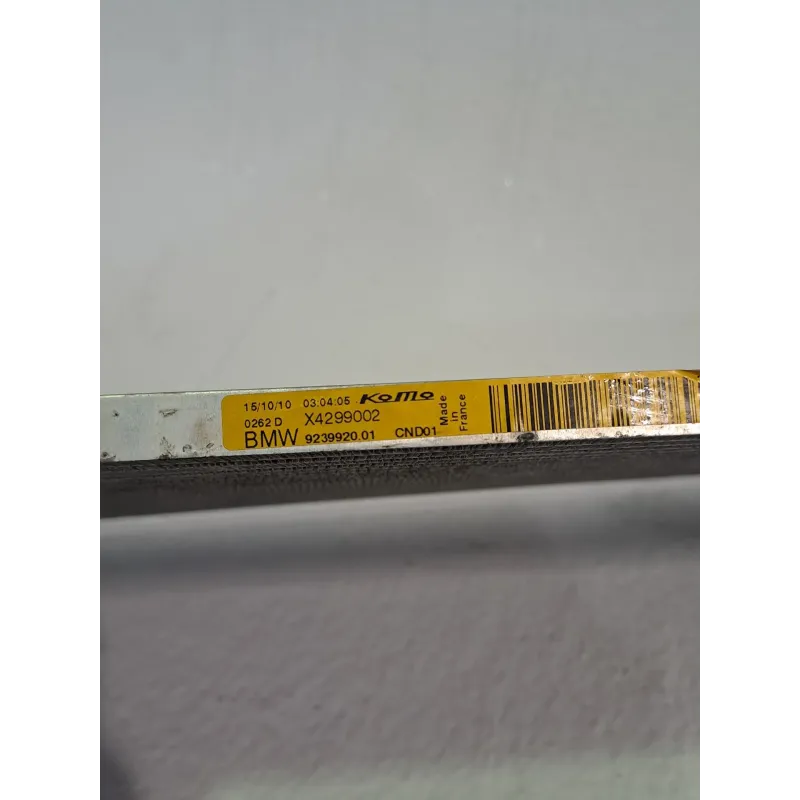 15/10/10 03:04:05 KoMo
0262 D X4299002
BMW 9239920.01 CND01
Made
in
France